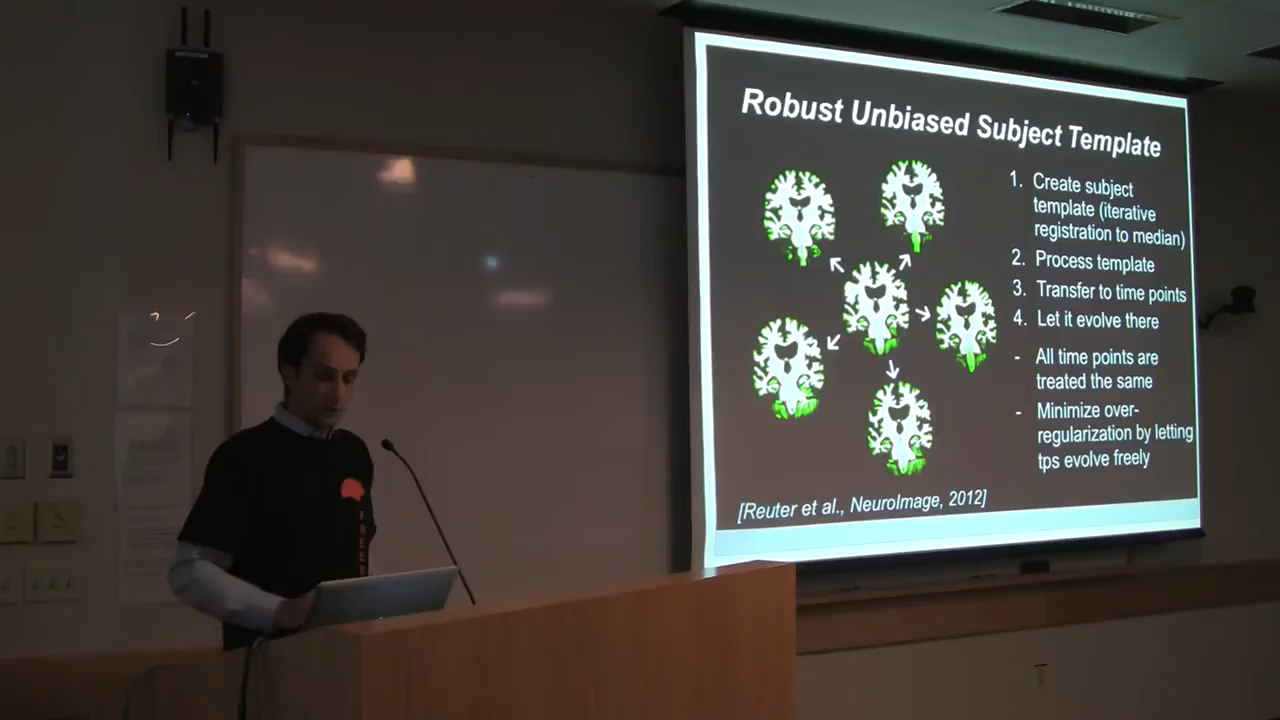 Robust Unbiased Subject Template
1. Create subject
template (iterative
registration to median)
2. Process template
3. Transfer to time points
4. Let it evolve there
- All time points are
treated the same
- Minimize over-
regularization by letting
tps evolve freely
[Reuter et al., NeuroImage, 2012]
FREE